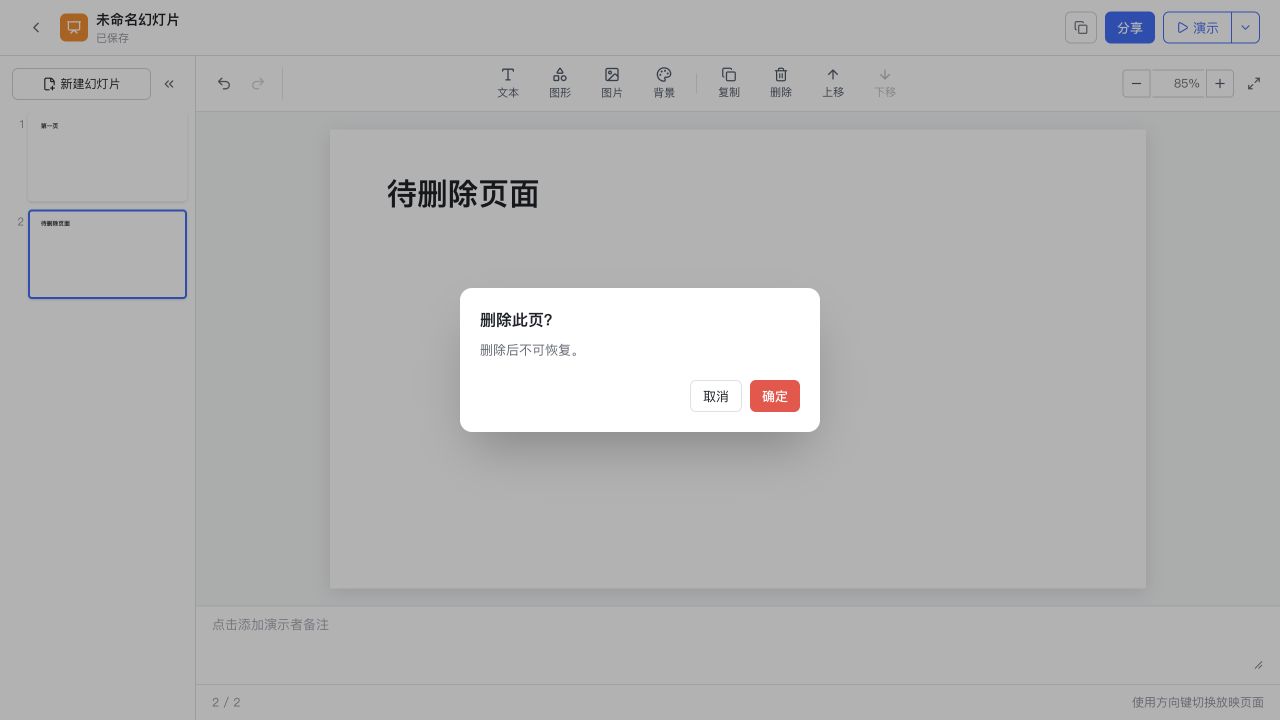 未命名幻灯片
已保存
分享
演示
新建幻灯片
文本
图形
图片
背景
复制
删除
上移
下移
85%
1
第一页
2
待删除页面
待删除页面
删除此页?
删除后不可恢复。
取消
确定
点击添加演示者备注
2 / 2
使用方向键切换放映页面